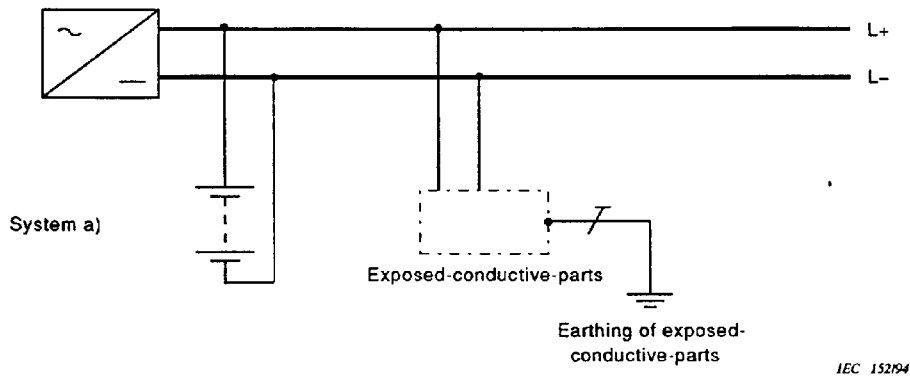 L+
L–
System a)
Exposed-conductive-parts
Earthing of exposed-
conductive-parts
IEC 152/94